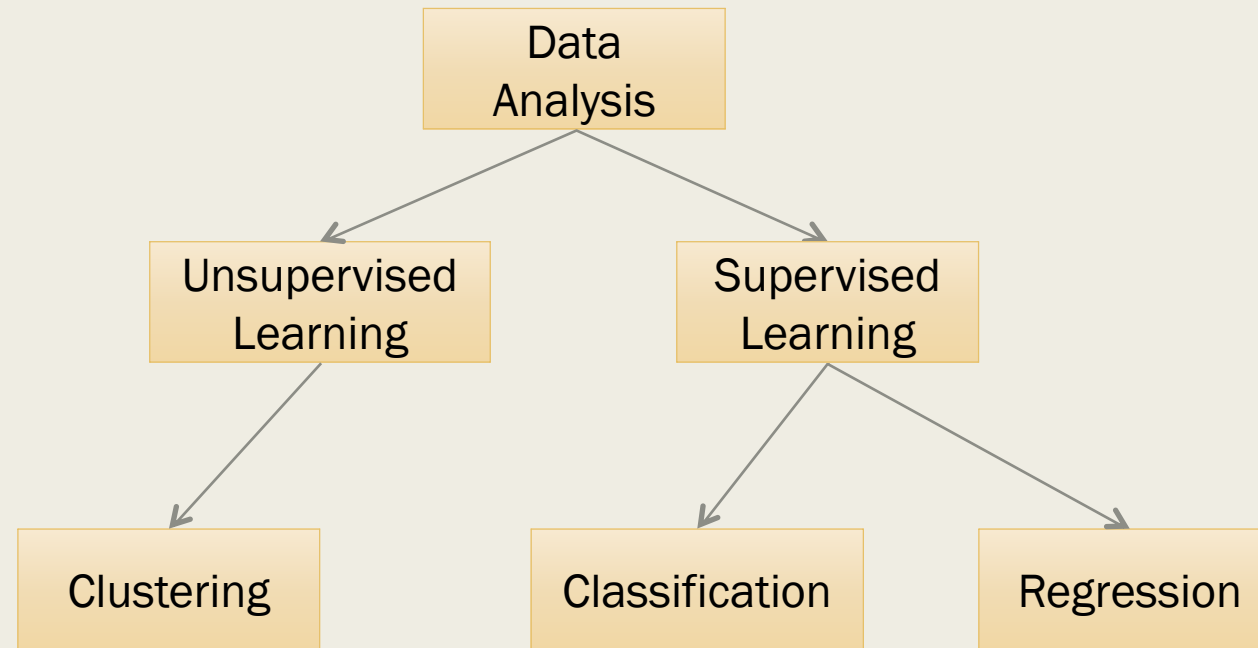 Data
Analysis
Unsupervised
Learning
Supervised
Learning
Clustering
Classification
Regression